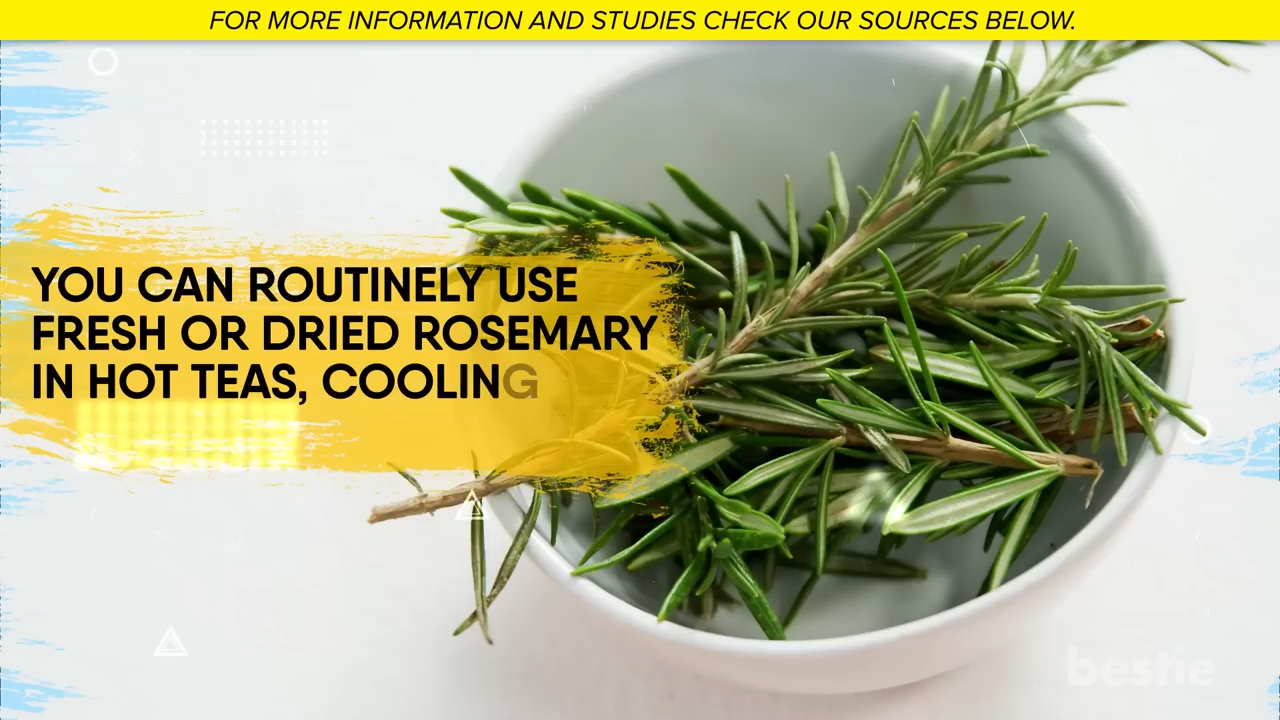 FOR MORE INFORMATION AND STUDIES CHECK OUR SOURCES BELOW.
YOU CAN ROUTINELY USE
FRESH OR DRIED ROSEMARY
IN HOT TEAS, COOLING
bestie